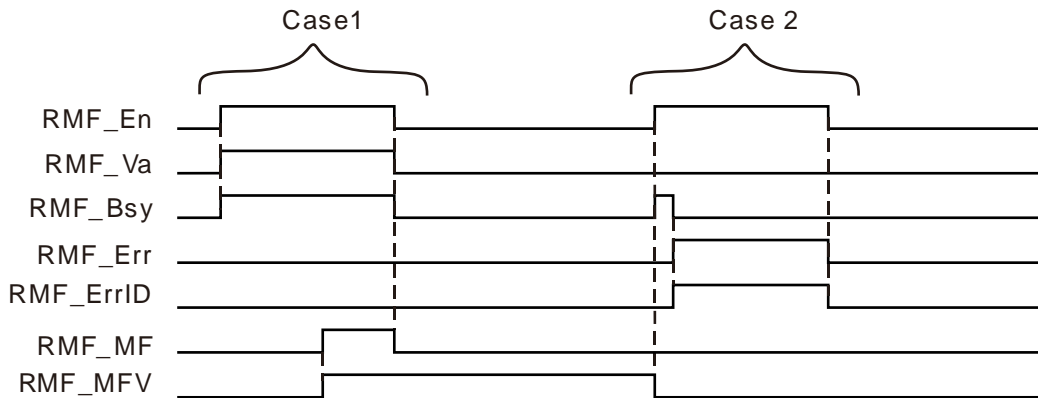 Case1
Case 2
RMF_En
RMF_Va
RMF_Bsy
RMF_Err
RMF_ErrID
RMF_MF
RMF_MFV